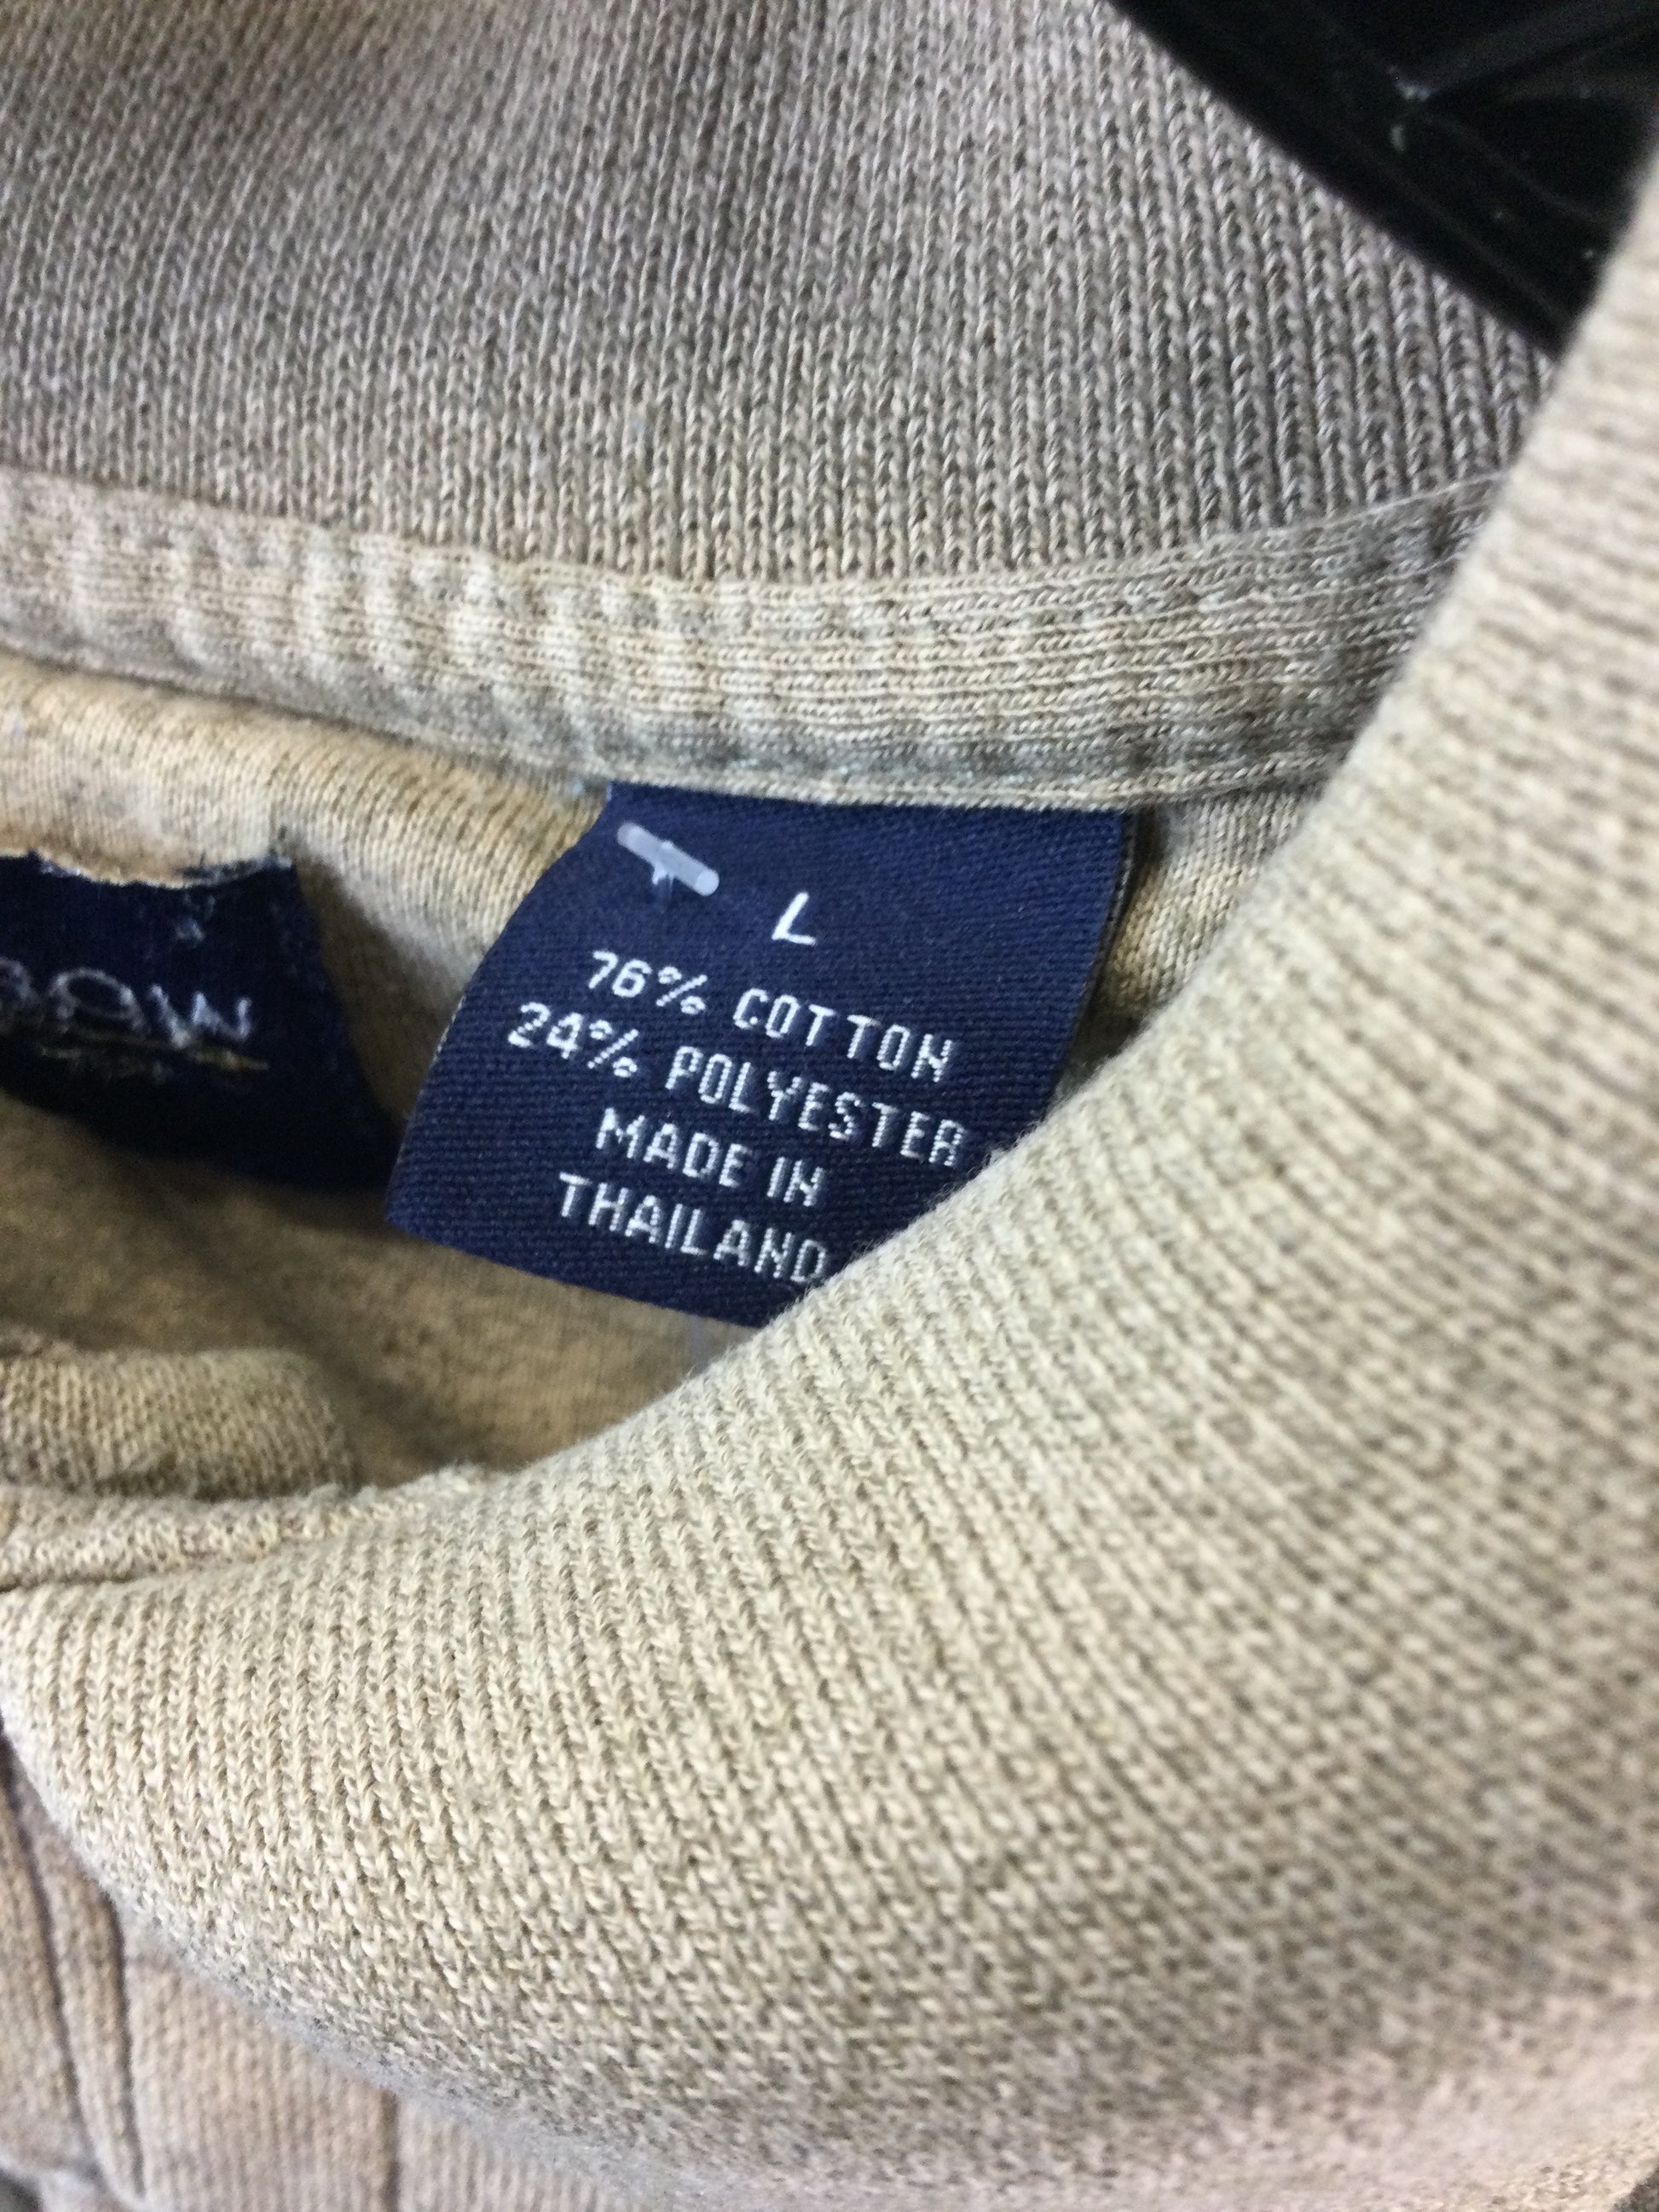 L
76% COTTON
24% POLYESTER
MADE IN
THAILAND